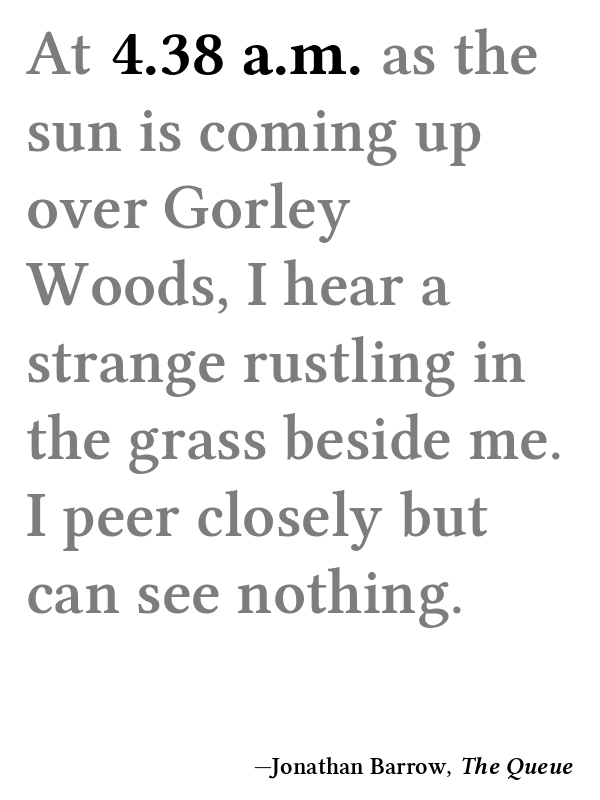 At 4.38 a.m. as the
sun is coming up
over Gorley
Woods, I hear a
strange rustling in
the grass beside me.
I peer closely but
can see nothing.
—Jonathan Barrow, The Queue